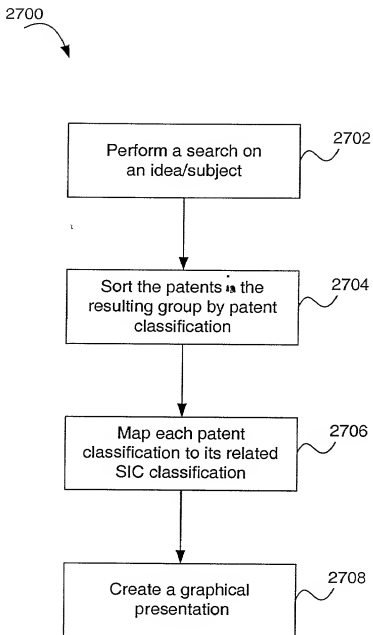 2700
Perform a search on
an idea/subject
2702
Sort the patents is the
resulting group by patent
classification
2704
Map each patent
classification to its related
SIC classification
2706
Create a graphical
presentation
2708